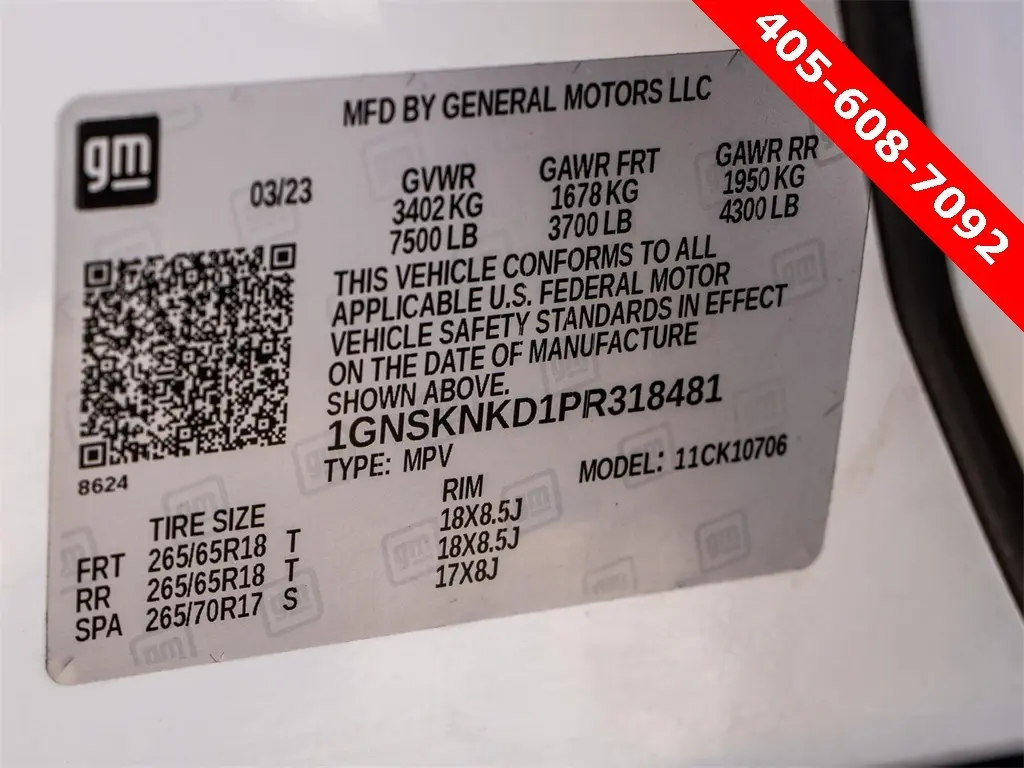 405-608-7092
gm
MFD BY GENERAL MOTORS LLC
03/23
GVWR
3402 KG
7500 LB
GAWR FRT
1678 KG
3700 LB
GAWR RR
1950 KG
4300 LB
THIS VEHICLE CONFORMS TO ALL
APPLICABLE U.S. FEDERAL MOTOR
VEHICLE SAFETY STANDARDS IN EFFECT
ON THE DATE OF MANUFACTURE
SHOWN ABOVE.
1GNSKNKD1PR318481
TYPE: MPV MODEL: 11CK10706
8624
TIRE SIZE RIM
FRT 265/65R18 T 18X8.5J
RR 265/65R18 T 18X8.5J
SPA 265/70R17 S 17X8J